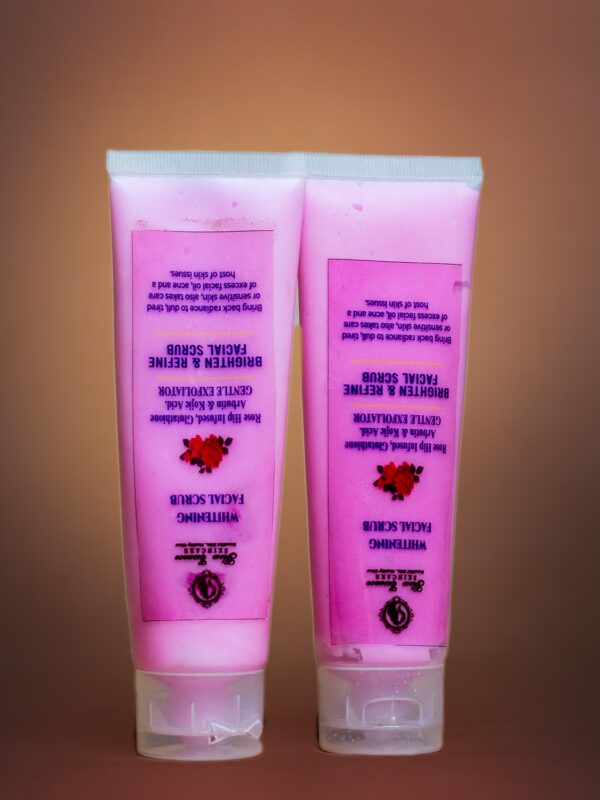 SKINCARE
WHITENING
FACIAL SCRUB
Rose Hip Infused, Glutathione
Arbutin & Kojic Acid.
GENTLE EXFOLIATOR
BRIGHTEN & REFINE
FACIAL SCRUB
Bring back radiance to dull, tired
or sensitive skin, also takes care
of excess facial oil, acne and a
host of skin issues.
SKINCARE
WHITENING
FACIAL SCRUB
Rose Hip Infused, Glutathione
Arbutin & Kojic Acid.
GENTLE EXFOLIATOR
BRIGHTEN & REFINE
FACIAL SCRUB
Bring back radiance to dull, tired
or sensitive skin, also takes care
of excess facial oil, acne and a
host of skin issues.